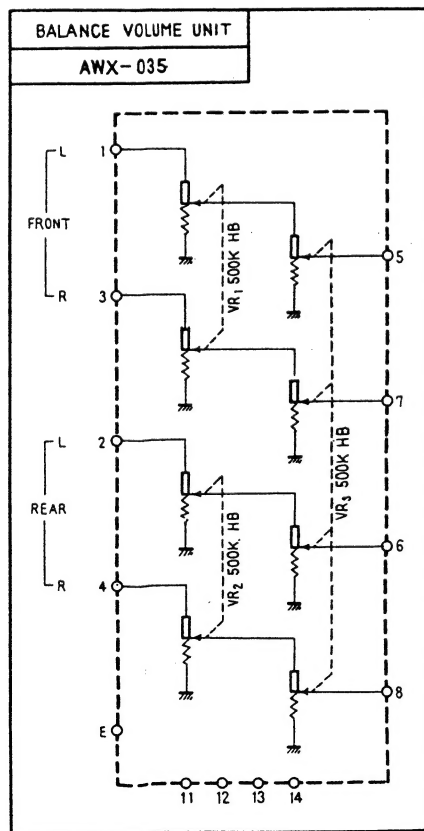 BALANCE VOLUME UNIT
AWX-035
L 1
FRONT
VR1 500K HB
5
R 3
7
L 2
REAR
VR2 500K HB
VR3 500K HB
6
R 4
8
E
11 12 13 14